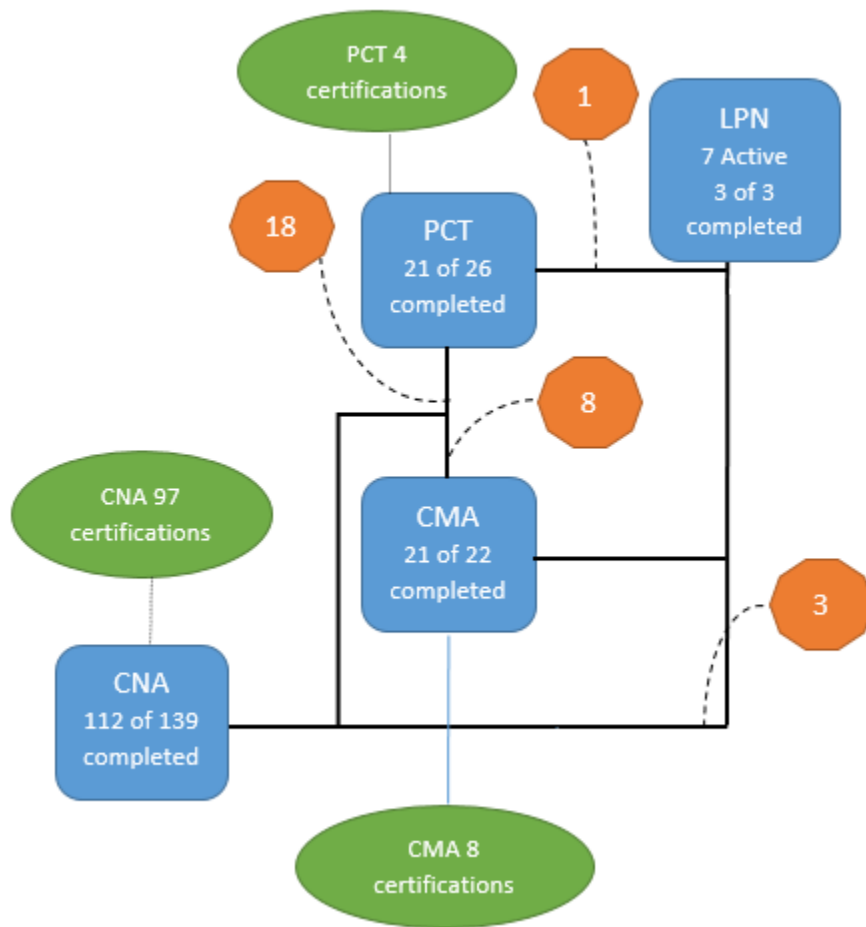 PCT 4
certifications
1
LPN
7 Active
3 of 3
completed
18
PCT
21 of 26
completed
8
CNA 97
certifications
CMA
21 of 22
completed
3
CNA
112 of 139
completed
CMA 8
certifications